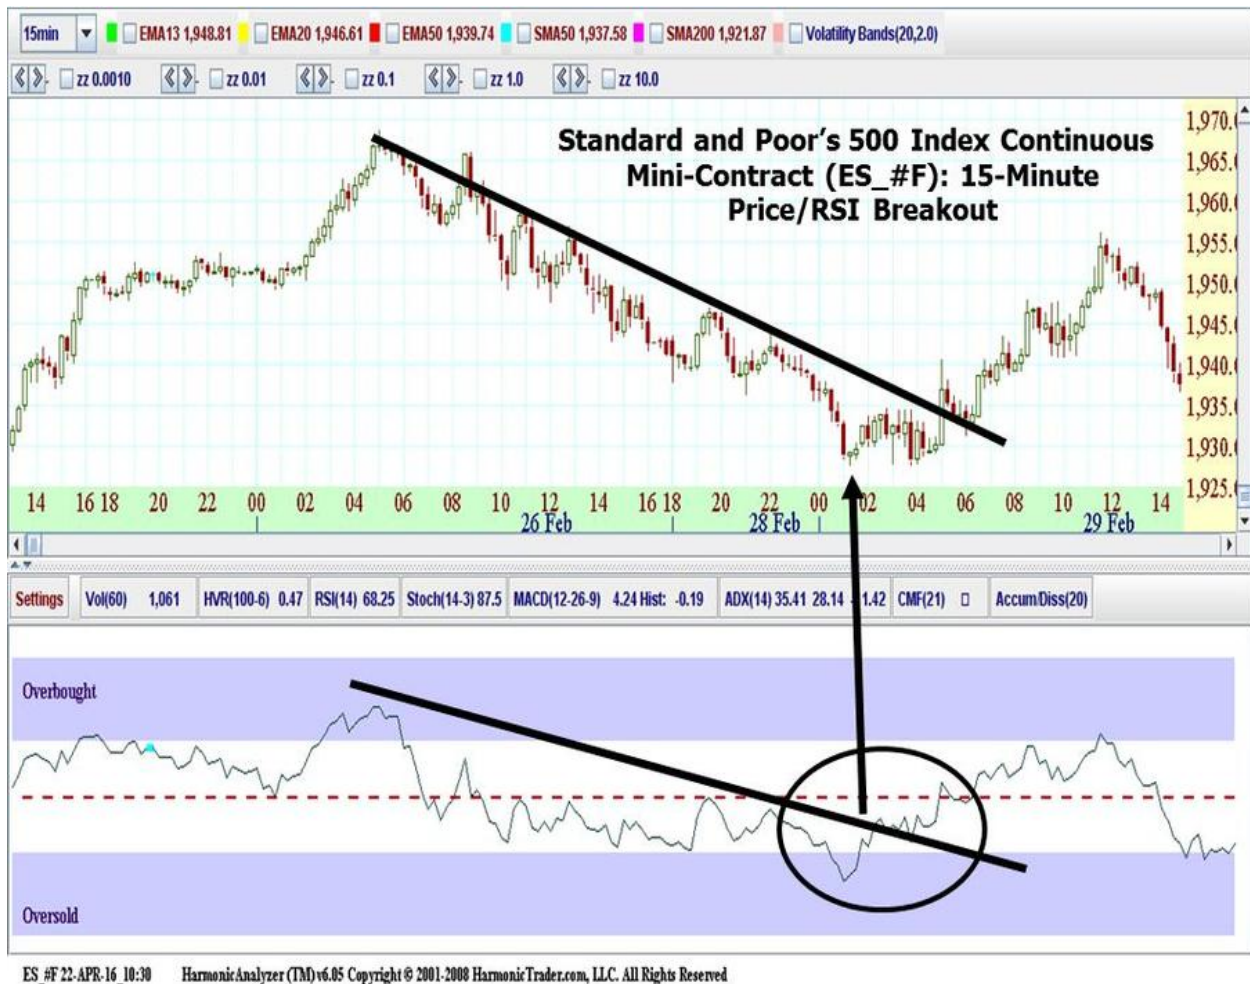 15min EMA13 1,948.81 EMA20 1,946.61 EMA50 1,939.74 SMA50 1,937.58 SMA200 1,921.87 Volatility Bands(20,2.0)
zz 0.0010 zz 0.01 zz 0.1 zz 1.0 zz 10.0
Standard and Poor's 500 Index Continuous
Mini-Contract (ES_#F): 15-Minute
Price/RSI Breakout
1,970.
1,965.
1,960.
1,955.
1,950.
1,945.
1,940.
1,935.
1,930.
1,925.
14 16 18 20 22 00 02 04 06 08 10 12 14 16 18 20 22 00 02 04 06 08 10 12 14
26 Feb 28 Feb 29 Feb
Settings Vol(60) 1,061 HVR(100-6) 0.47 RSI(14) 68.25 Stoch(14-3) 87.5 MACD(12-26-9) 4.24 Hist: -0.19 ADX(14) 35.41 28.14 1.42 CMF(21) Accum/Diss(20)
Overbought
Oversold
ES_#F 22-APR-16_10:30 HarmonicAnalyzer (TM) v6.05 Copyright © 2001-2008 HarmonicTrader.com, LLC. All Rights Reserved